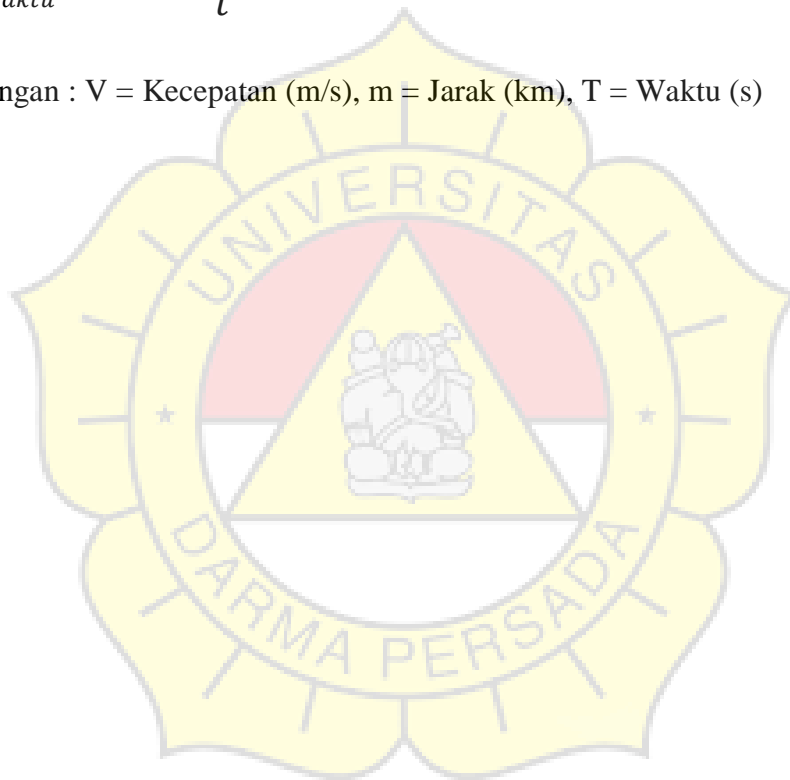 t
ngan : V = Kecepatan (m/s), m = Jarak (km), T = Waktu (s)
UNIVERSITAS
DARMA PERSADA